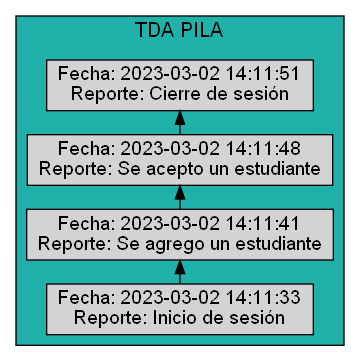 TDA PILA
Fecha: 2023-03-02 14:11:51
Reporte: Cierre de sesión
Fecha: 2023-03-02 14:11:48
Reporte: Se acepto un estudiante
Fecha: 2023-03-02 14:11:41
Reporte: Se agrego un estudiante
Fecha: 2023-03-02 14:11:33
Reporte: Inicio de sesión